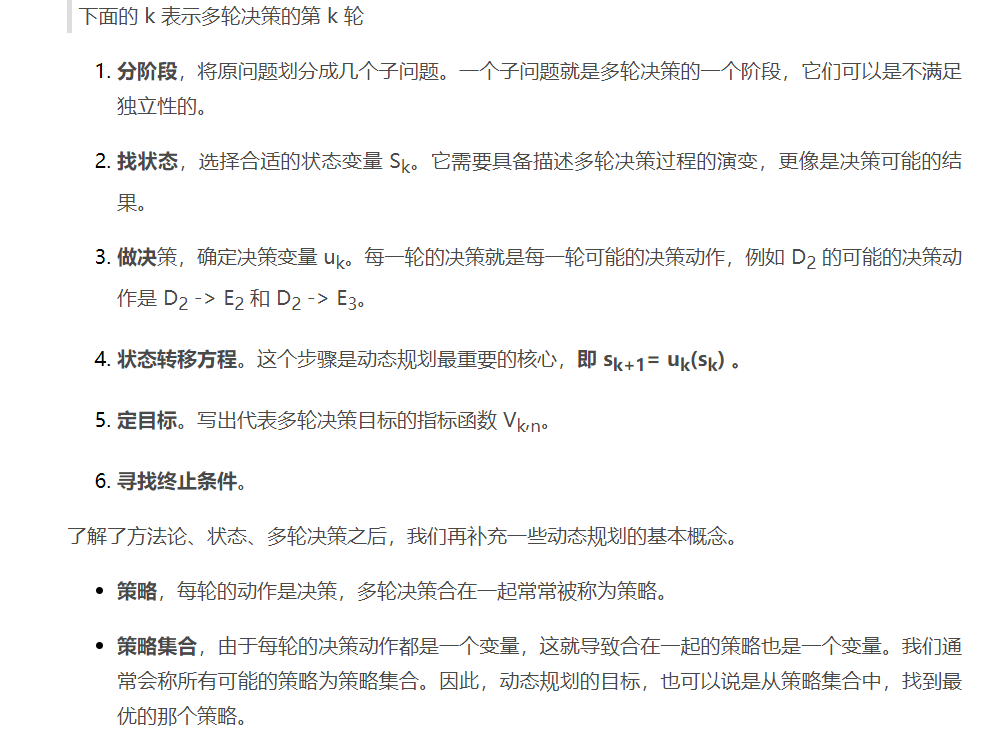 下面的 k 表示多轮决策的第 k 轮
1. 分阶段，将原问题划分成几个子问题。一个子问题就是多轮决策的一个阶段，它们可以是不满足
独立性的。
2. 找状态，选择合适的状态变量 Sk。它需要具备描述多轮决策过程的演变，更像是决策可能的结
果。
3. 做决策，确定决策变量 uk。每一轮的决策就是每一轮可能的决策动作，例如 D2 的可能的决策动
作是 D2 -> E2 和 D2 -> E3。
4. 状态转移方程。这个步骤是动态规划最重要的核心，即 sk+1= uk(sk) 。
5. 定目标。写出代表多轮决策目标的指标函数 Vk,n。
6. 寻找终止条件。
了解了方法论、状态、多轮决策之后，我们再补充一些动态规划的基本概念。
• 策略，每轮的动作是决策，多轮决策合在一起常常被称为策略。
• 策略集合，由于每轮的决策动作都是一个变量，这就导致合在一起的策略也是一个变量。我们通
常会称所有可能的策略为策略集合。因此，动态规划的目标，也可以说是从策略集合中，找到最
优的那个策略。